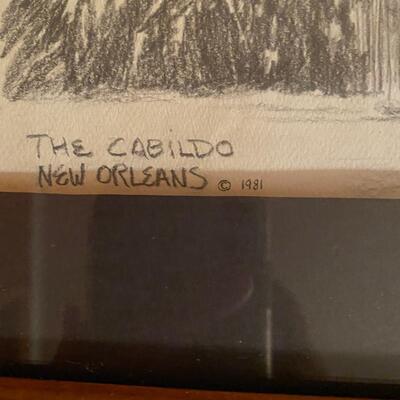 THE CABILDO
NEW ORLEANS © 1981